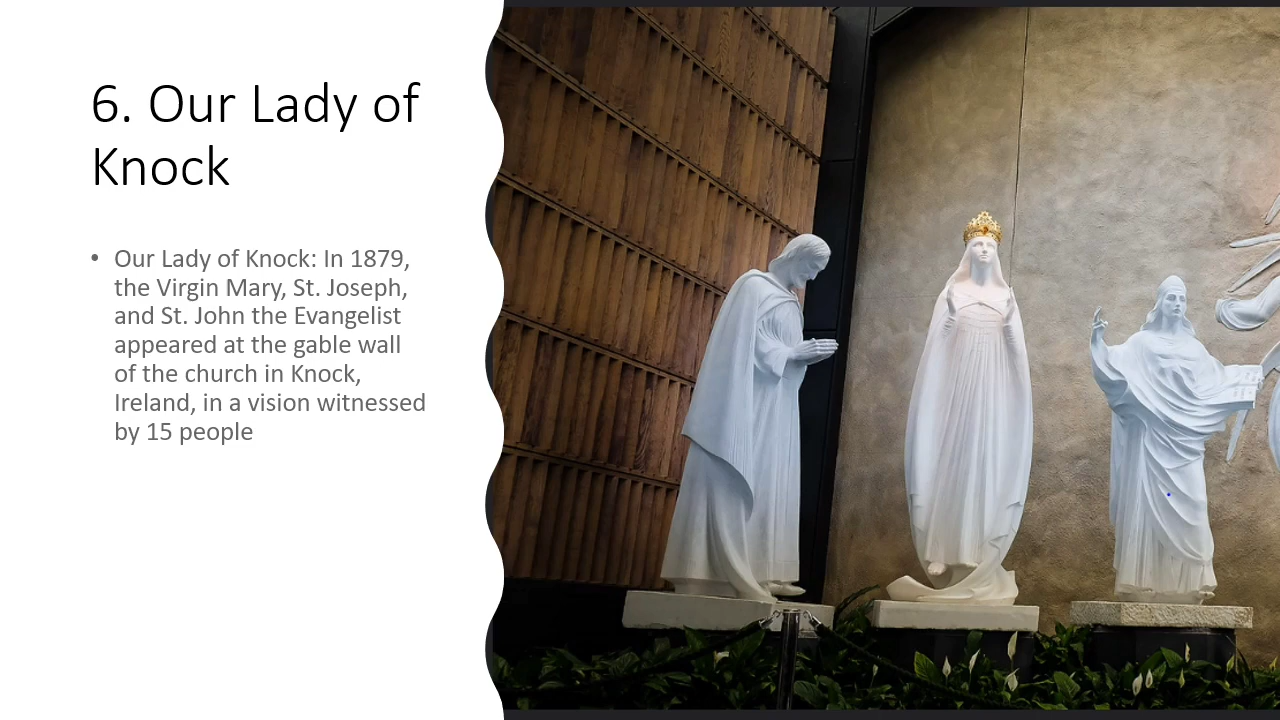 6. Our Lady of
Knock
• Our Lady of Knock: In 1879,
the Virgin Mary, St. Joseph,
and St. John the Evangelist
appeared at the gable wall
of the church in Knock,
Ireland, in a vision witnessed
by 15 people